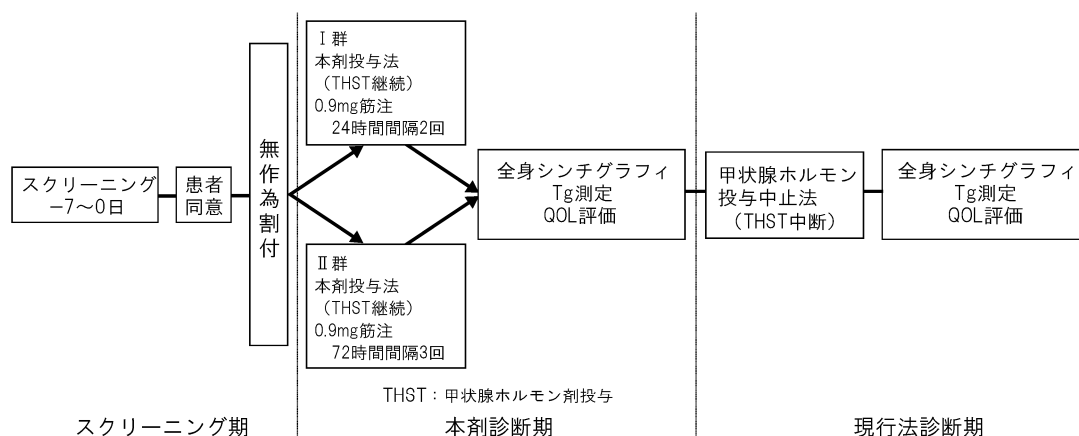 スクリーニング
−7〜0日
患者
同意
無作為割付
Ⅰ群
本剤投与法
（THST継続）
0.9mg筋注
24時間間隔2回
Ⅱ群
本剤投与法
（THST継続）
0.9mg筋注
72時間間隔3回
全身シンチグラフィ
Tg測定
QOL評価
甲状腺ホルモン
投与中止法
（THST中断）
全身シンチグラフィ
Tg測定
QOL評価
THST：甲状腺ホルモン剤投与
スクリーニング期
本剤診断期
現行法診断期